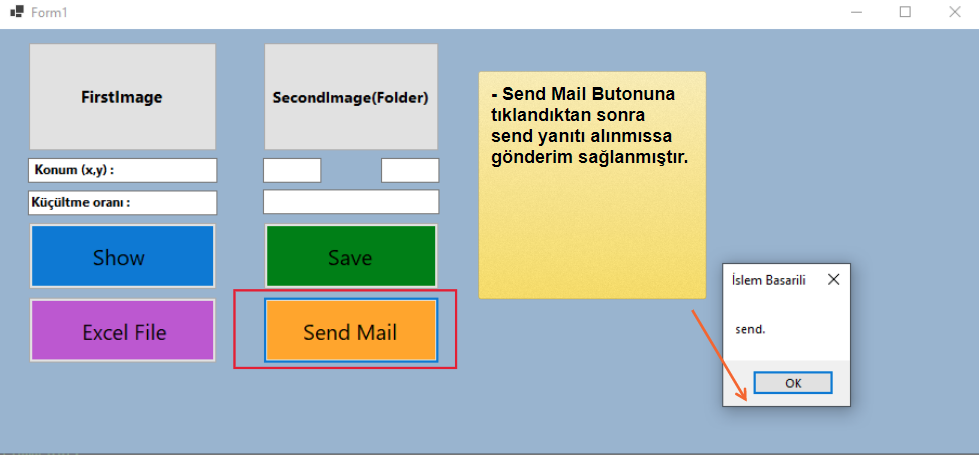 Form1
FirstImage
SecondImage(Folder)
- Send Mail Butonuna
tıklandıktan sonra
send yanıtı alınmıssa
gönderim sağlanmıştır.
Konum (x,y) :
Küçültme oranı :
Show
Save
Excel File
Send Mail
İslem Basarili
send.
OK